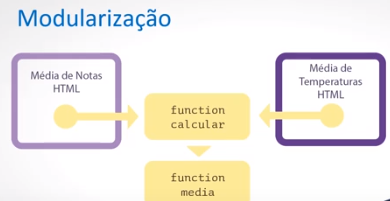 Modularização
Média de Notas
HTML
Média de
Temperaturas
HTML
function
calcular
function
media